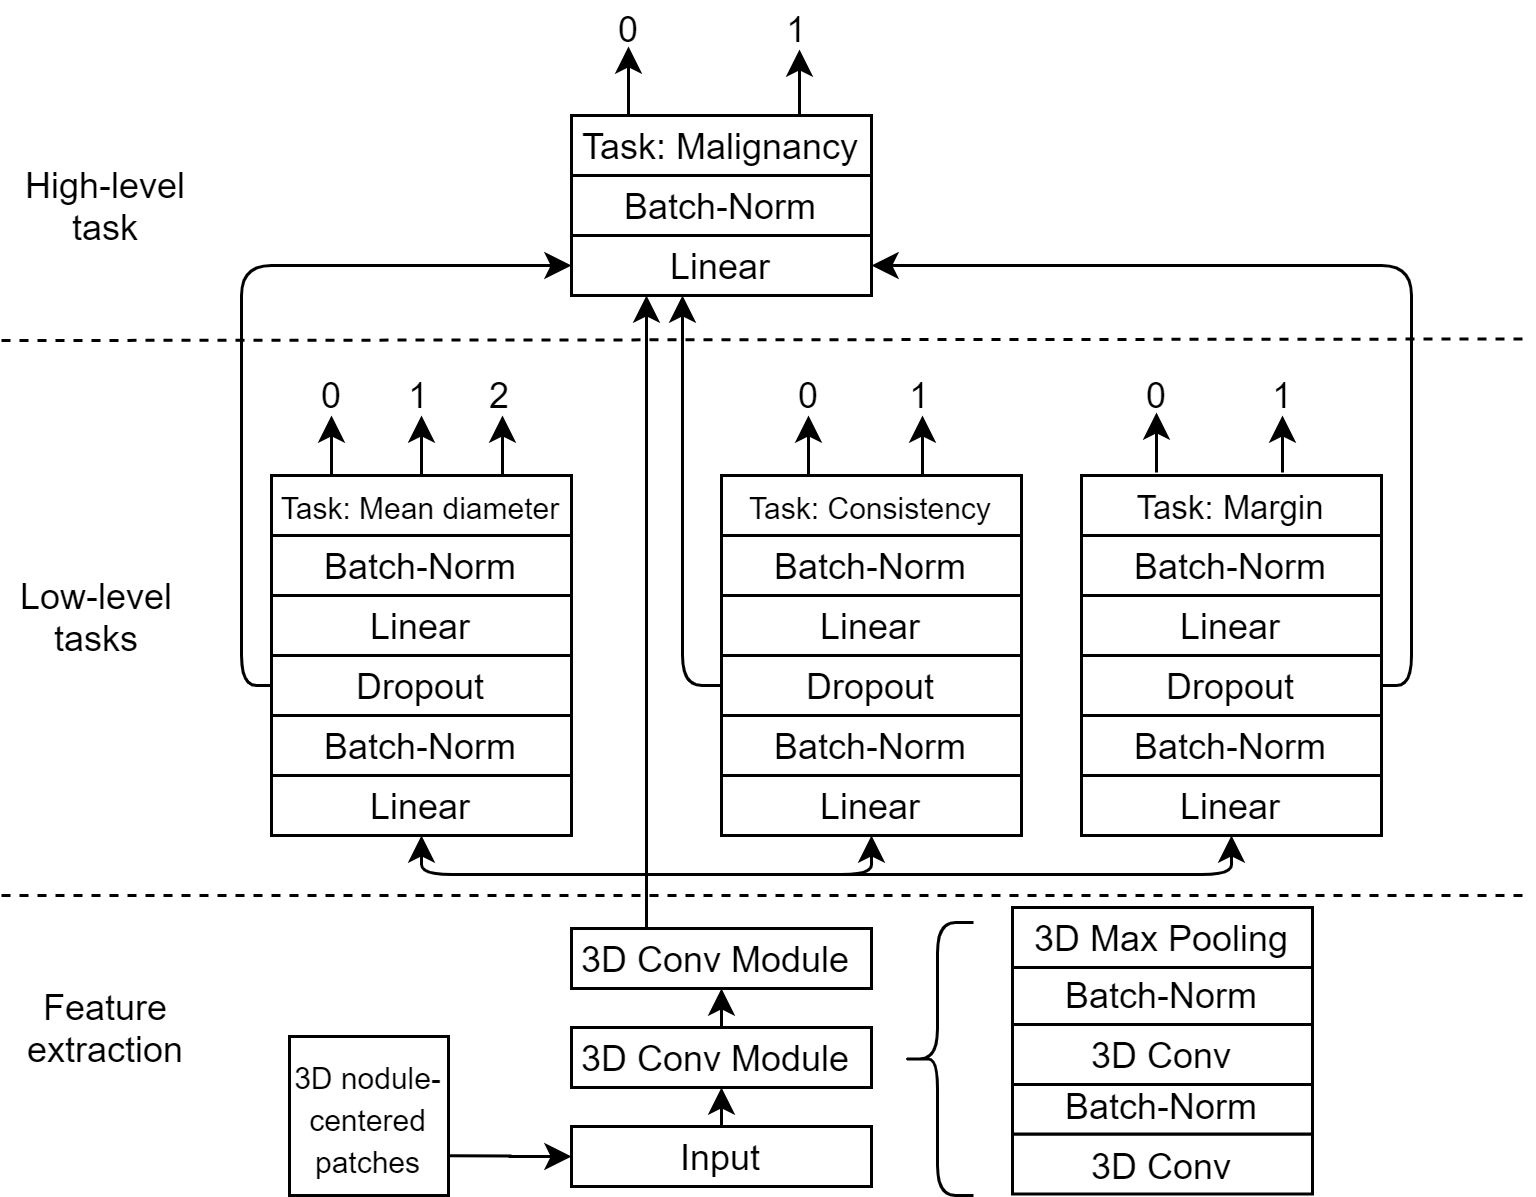 0 1
Task: Malignancy
Batch-Norm
Linear
High-level
task
0 1 2
Task: Mean diameter
Batch-Norm
Linear
Dropout
Batch-Norm
Linear
0 1
Task: Consistency
Batch-Norm
Linear
Dropout
Batch-Norm
Linear
0 1
Task: Margin
Batch-Norm
Linear
Dropout
Batch-Norm
Linear
Low-level
tasks
3D Conv Module
3D Conv Module
Input
Feature
extraction
3D nodule-
centered
patches
3D Max Pooling
Batch-Norm
3D Conv
Batch-Norm
3D Conv